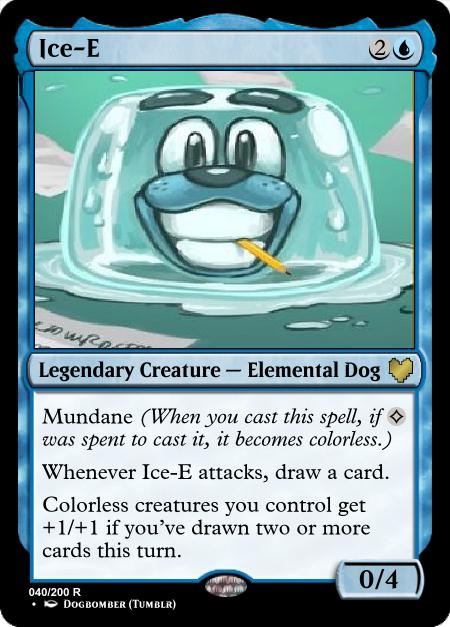 Ice-E
2
Legendary Creature — Elemental Dog
Mundane (When you cast this spell, if
was spent to cast it, it becomes colorless.)
Whenever Ice-E attacks, draw a card.
Colorless creatures you control get
+1/+1 if you’ve drawn two or more
cards this turn.
0/4
040/200 R
• Dogbomber (Tumblr)